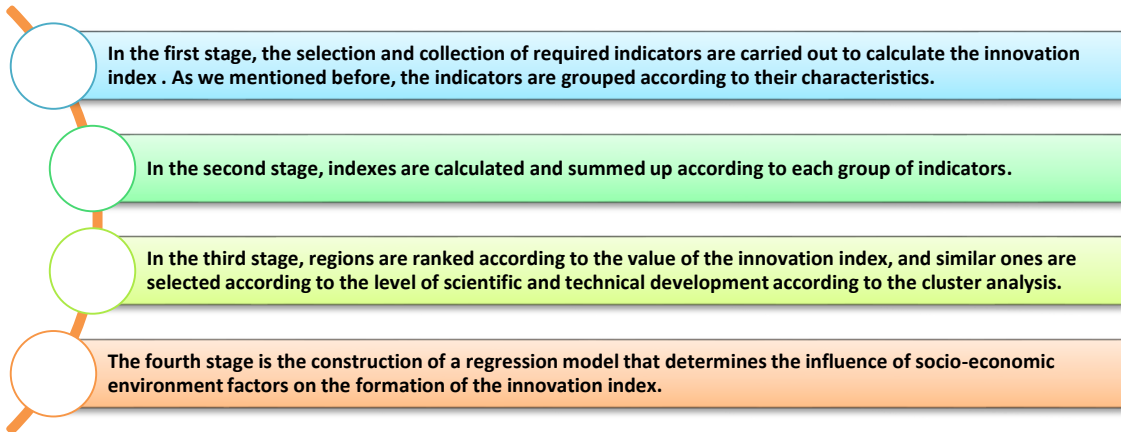 In the first stage, the selection and collection of required indicators are carried out to calculate the innovation
index . As we mentioned before, the indicators are grouped according to their characteristics.
In the second stage, indexes are calculated and summed up according to each group of indicators.
In the third stage, regions are ranked according to the value of the innovation index, and similar ones are
selected according to the level of scientific and technical development according to the cluster analysis.
The fourth stage is the construction of a regression model that determines the influence of socio-economic
environment factors on the formation of the innovation index.